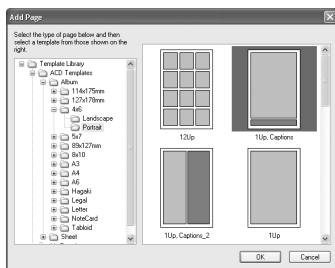 Add Page
Select the type of page below and then
select a template from those shown on the
right.
Template Library
ACD Templates
Album
114x175mm
127x178mm
4x6
Landscape
Portrait
5x7
89x127mm
8x10
A3
A4
A6
Hagaki
Legal
Letter
NoteCard
Tabloid
Sheet
12Up
1Up, Captions
1Up, Captions_2
1Up
OK
Cancel